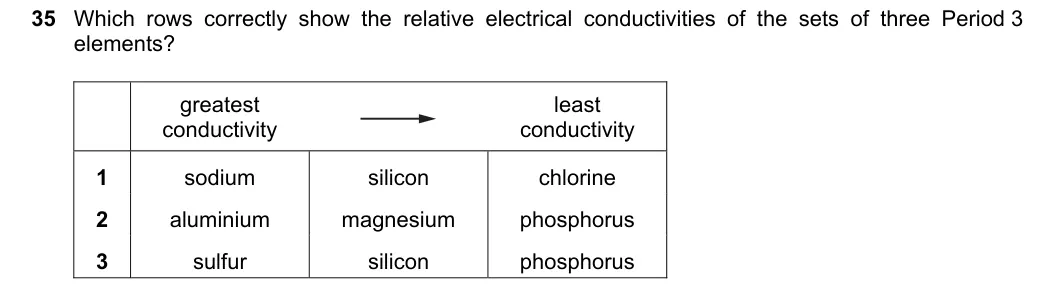 35 Which rows correctly show the relative electrical conductivities of the sets of three Period 3
elements?
greatest least
conductivity conductivity
1 sodium silicon chlorine
2 aluminium magnesium phosphorus
3 sulfur silicon phosphorus